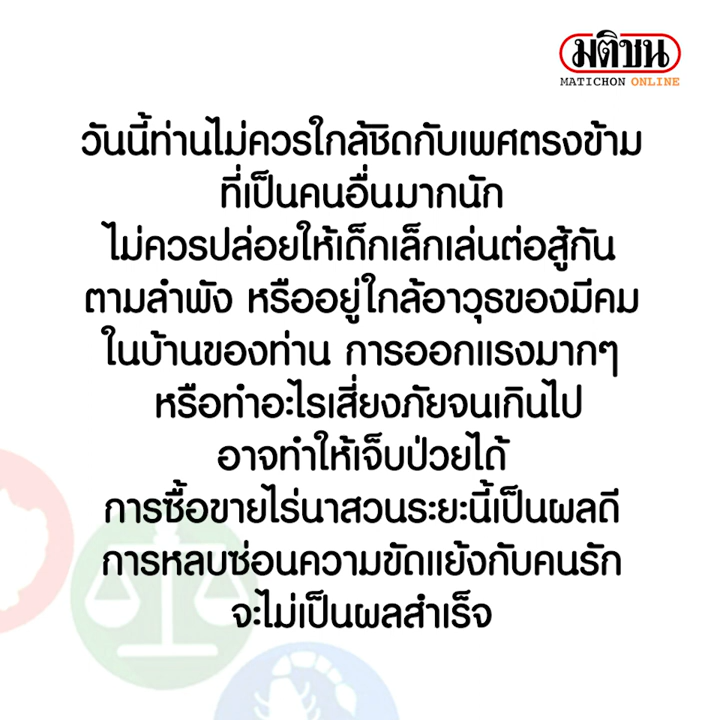 มติชน
MATICHON ONLINE
วันนี้ท่านไม่ควรใกล้ชิดกับเพศตรงข้าม
ที่เป็นคนอื่นมากนัก
ไม่ควรปล่อยให้เด็กเล็กเล่นต่อสู้กัน
ตามลำพัง หรืออยู่ใกล้อาวุธของมีคม
ในบ้านของท่าน การออกแรงมากๆ
หรือทำอะไรเสี่ยงภัยจนเกินไป
อาจทำให้เจ็บป่วยได้
การซื้อขายไร่นาสวนระยะนี้เป็นผลดี
การหลบซ่อนความขัดแย้งกับคนรัก
จะไม่เป็นผลสำเร็จ